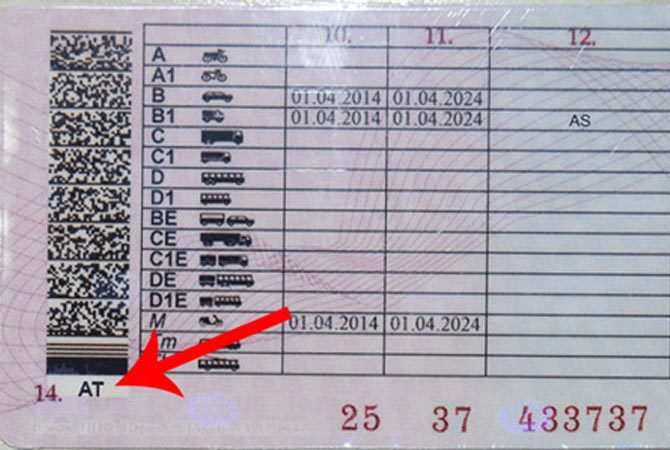 10. 11. 12.
A
A1
B 01.04.2014 01.04.2024
B1 01.04.2014 01.04.2024 AS
C
C1
D
D1
BE
CE
C1E
DE
D1E
M 01.04.2014 01.04.2024
m
14. AT
25 37 433737